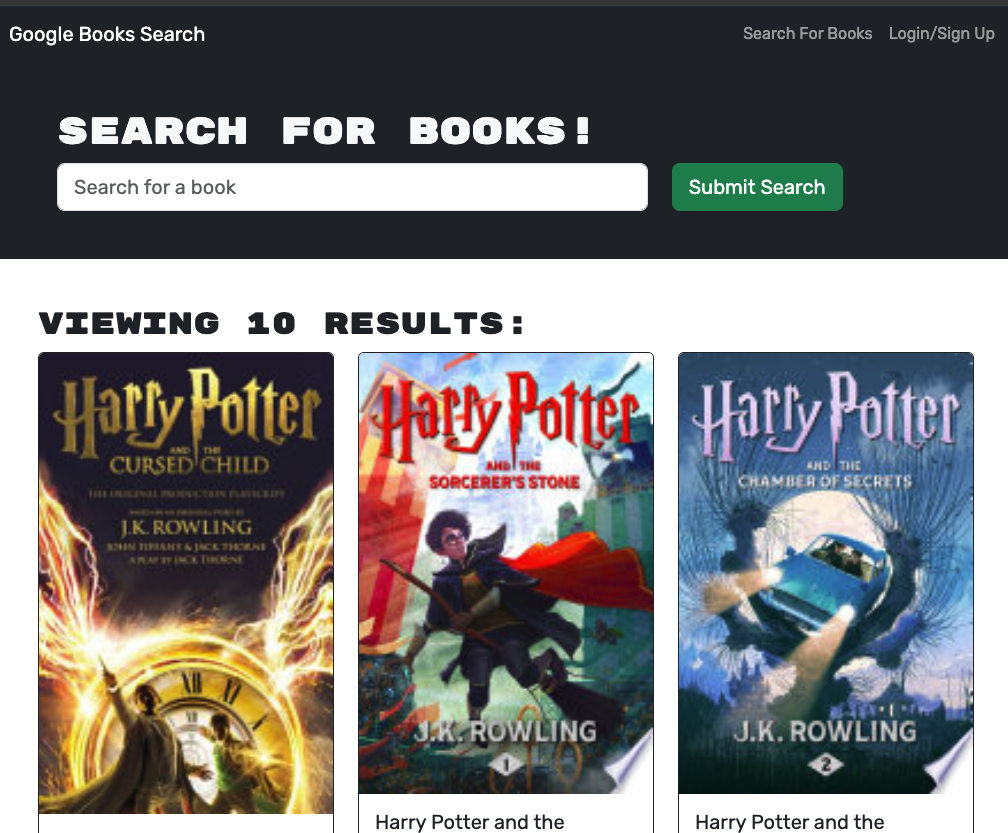 Google Books Search
Search For Books
Login/Sign Up
SEARCH FOR BOOKS!
Search for a book
Submit Search
VIEWING 10 RESULTS:
Harry Potter
AND THE
CURSED CHILD
THE ORIGINAL PRODUCTION PLAYSCRIPT
BASED ON AN ORIGINAL STORY BY
J.K. ROWLING
JOHN TIFFANY & JACK THORNE
A PLAY BY JACK THORNE
XII
VI
Harry Potter
AND THE
SORCERER'S STONE
J.K. ROWLING
1
Harry Potter and the
Harry Potter
AND THE
CHAMBER OF SECRETS
J.K. ROWLING
2
Harry Potter and the